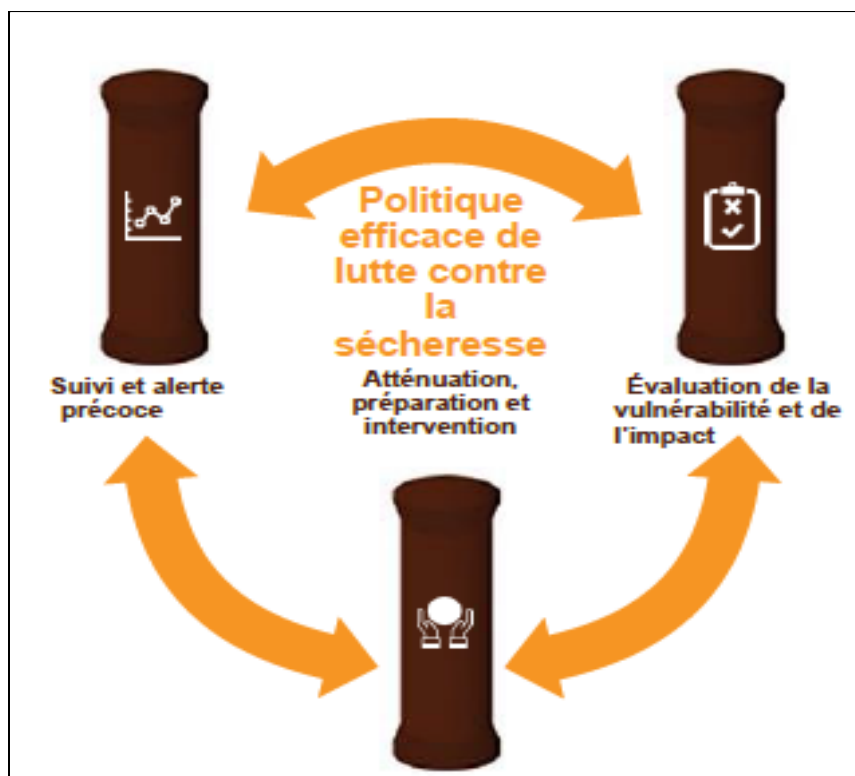 Politique
efficace de
lutte contre
la
sécheresse
Suivi et alerte
précoce
Atténuation,
préparation et
intervention
Évaluation de la
vulnérabilité et de
l'impact